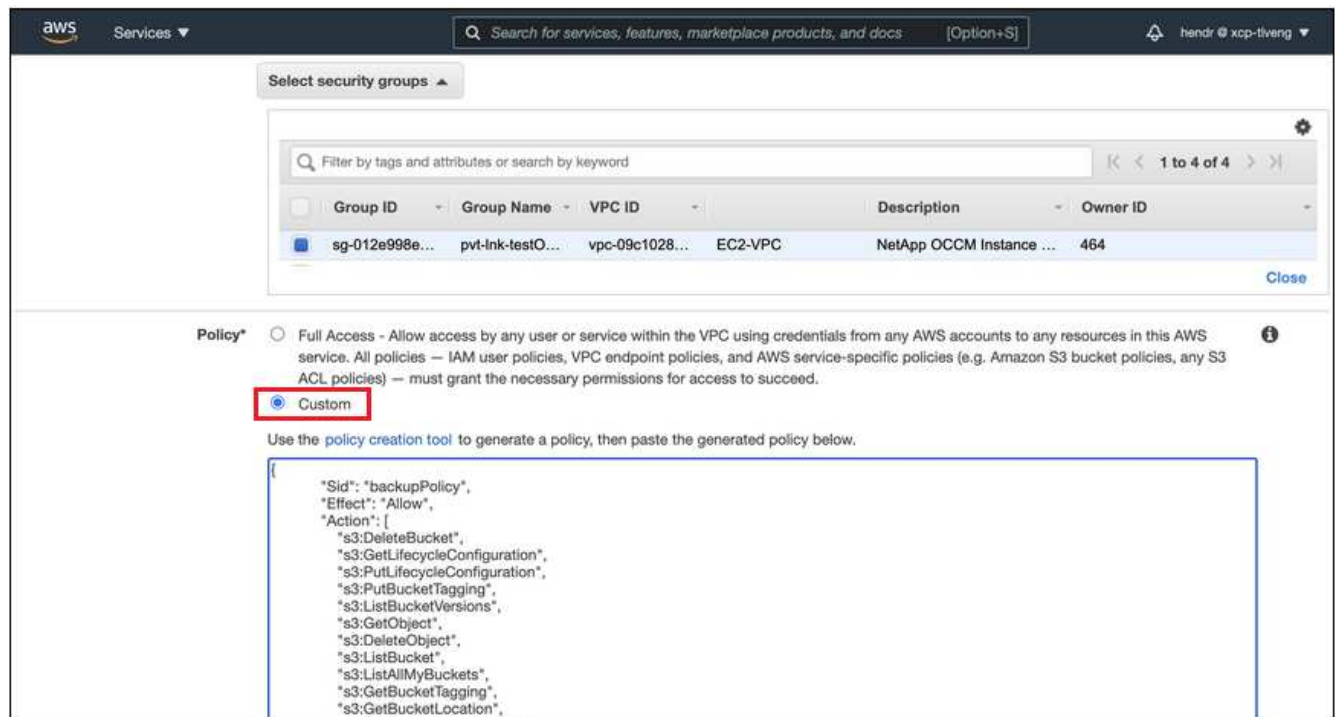 aws Services ▼ Search for services, features, marketplace products, and docs [Option+S] hendr @ xcp-tlveng ▼
Select security groups ▲
Filter by tags and attributes or search by keyword |< < 1 to 4 of 4 > >|
Group ID Group Name VPC ID Description Owner ID
sg-012e998e... pvt-lnk-testO... vpc-09c1028... EC2-VPC NetApp OCCM Instance ... 464
Close
Policy* Full Access - Allow access by any user or service within the VPC using credentials from any AWS accounts to any resources in this AWS
service. All policies — IAM user policies, VPC endpoint policies, and AWS service-specific policies (e.g. Amazon S3 bucket policies, any S3
ACL policies) — must grant the necessary permissions for access to succeed.
Custom
Use the policy creation tool to generate a policy, then paste the generated policy below.
{
"Sid": "backupPolicy",
"Effect": "Allow",
"Action": [
"s3:DeleteBucket",
"s3:GetLifecycleConfiguration",
"s3:PutLifecycleConfiguration",
"s3:PutBucketTagging",
"s3:ListBucketVersions",
"s3:GetObject",
"s3:DeleteObject",
"s3:ListBucket",
"s3:ListAllMyBuckets",
"s3:GetBucketTagging",
"s3:GetBucketLocation",